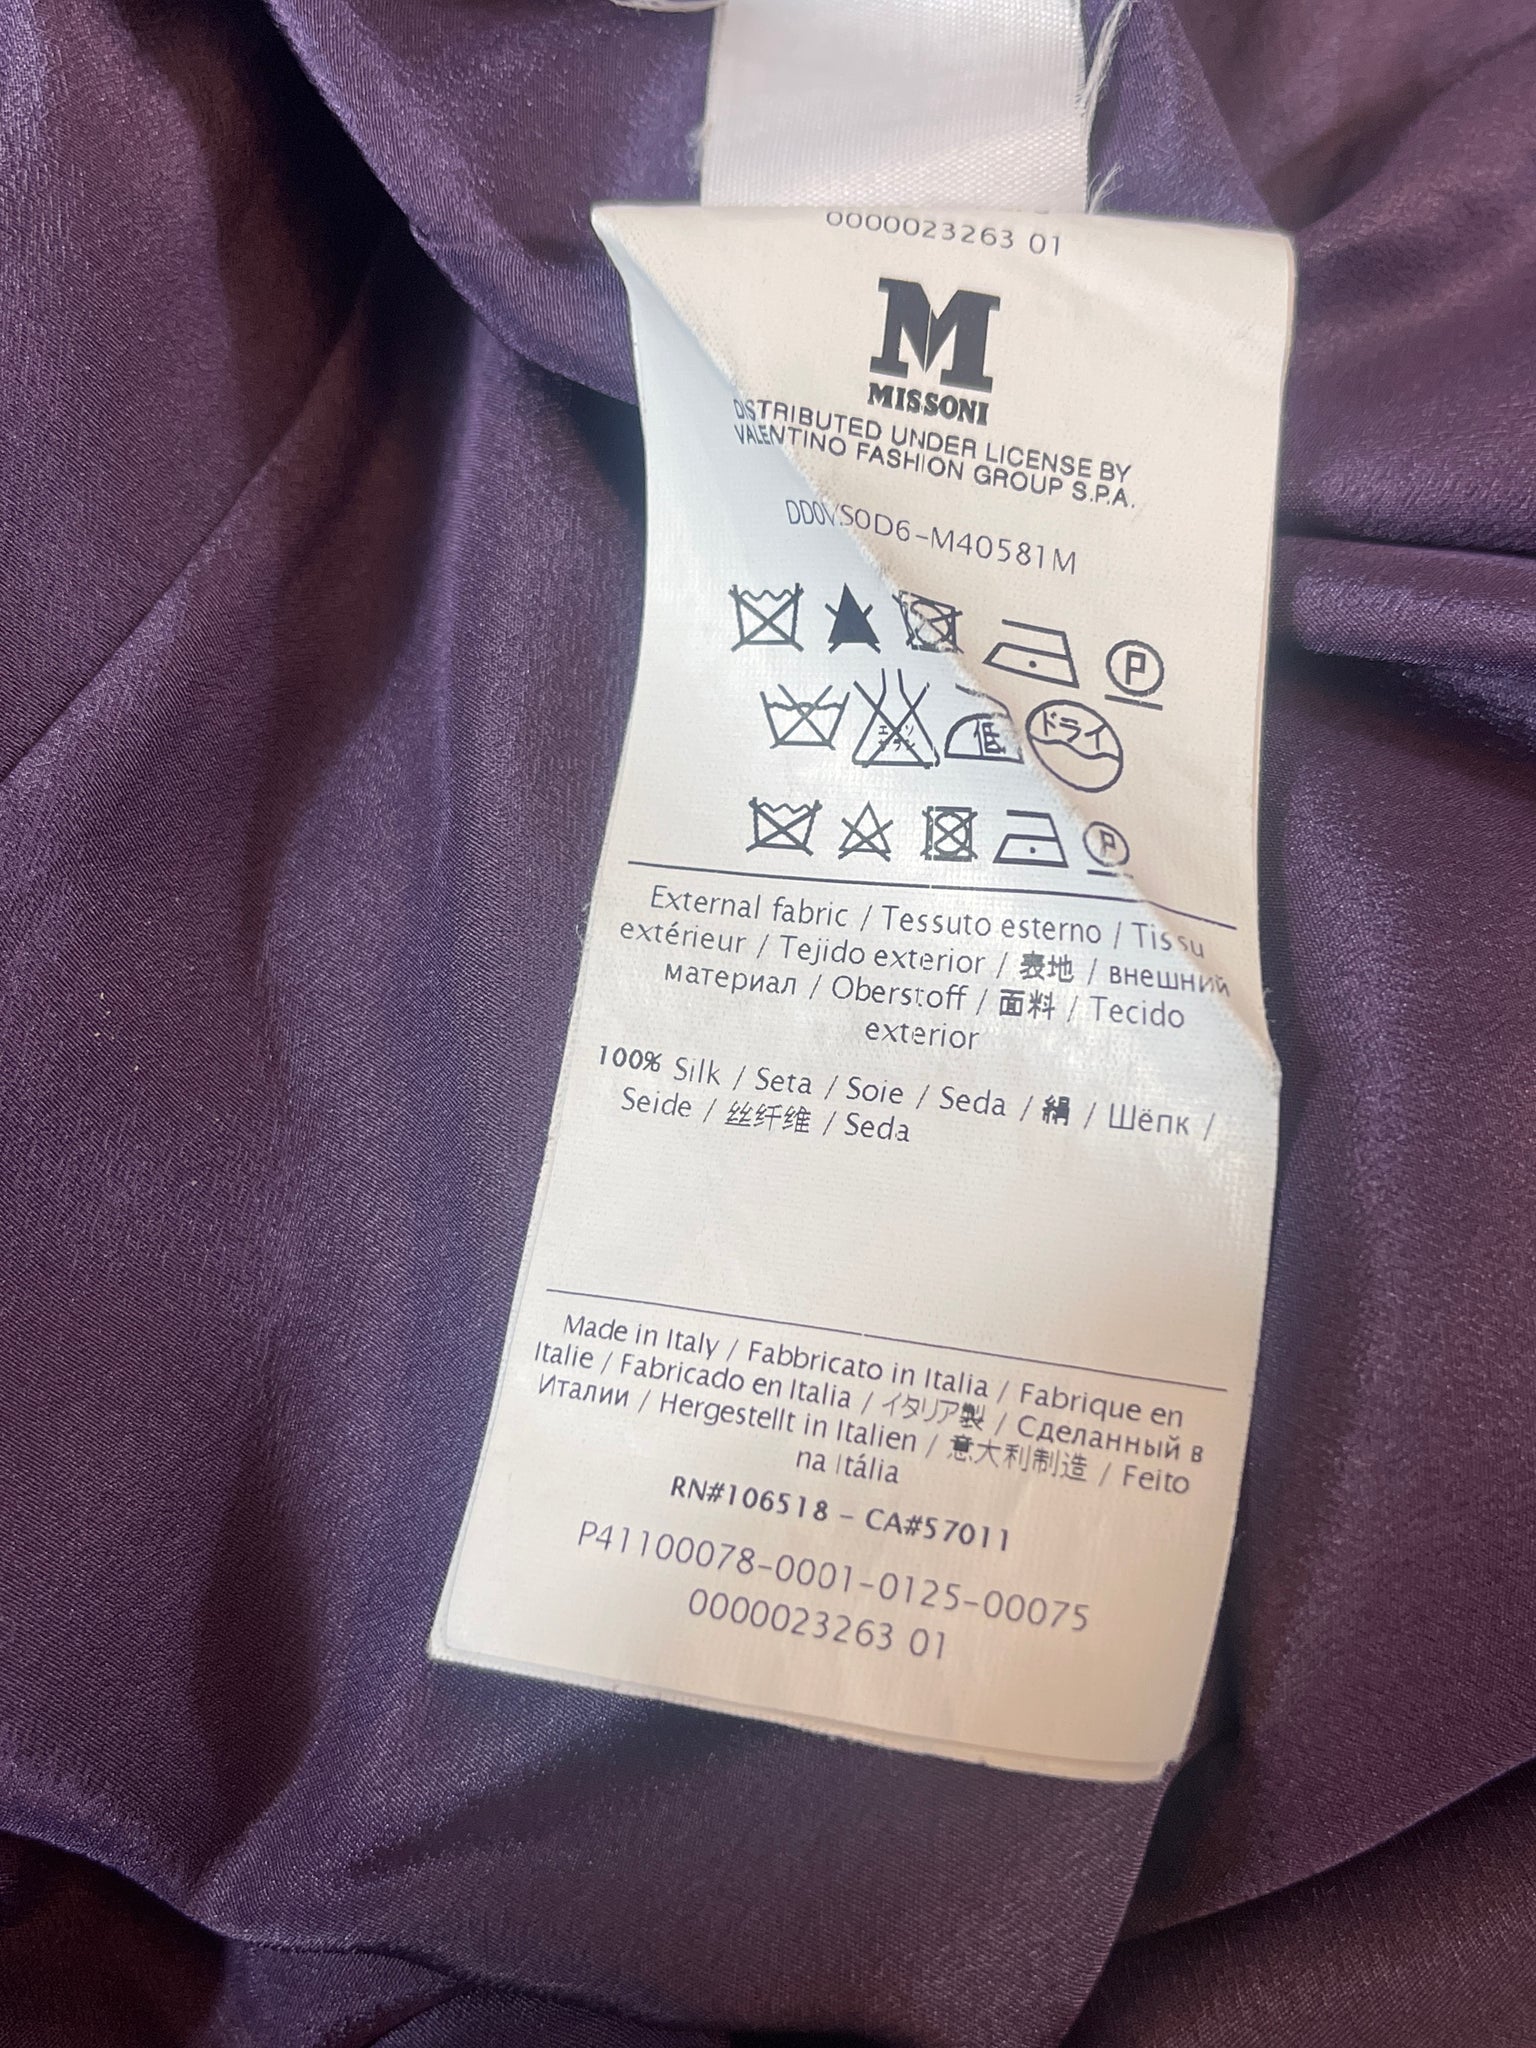 0000023263 01
M
MISSONI
DISTRIBUTED UNDER LICENSE BY
VALENTINO FASHION GROUP S.P.A.
DD0VS0D6-M40581M
P
低 ドライ
P
External fabric / Tessuto esterno / Tissu
extérieur / Tejido exterior / 表地 / внешний
материал / Oberstoff / 面料 / Tecido
exterior
100% Silk / Seta / Soie / Seda / 絹 / Шёпк /
Seide / 丝纤维 / Seda
Made in Italy / Fabbricato in Italia / Fabrique en
Italie / Fabricado en Italia / イタリア製 / Сделанный в
Италии / Hergestellt in Italien / 意大利制造 / Feito
na Itália
RN#106518 - CA#57011
P41100078-0001-0125-00075
0000023263 01